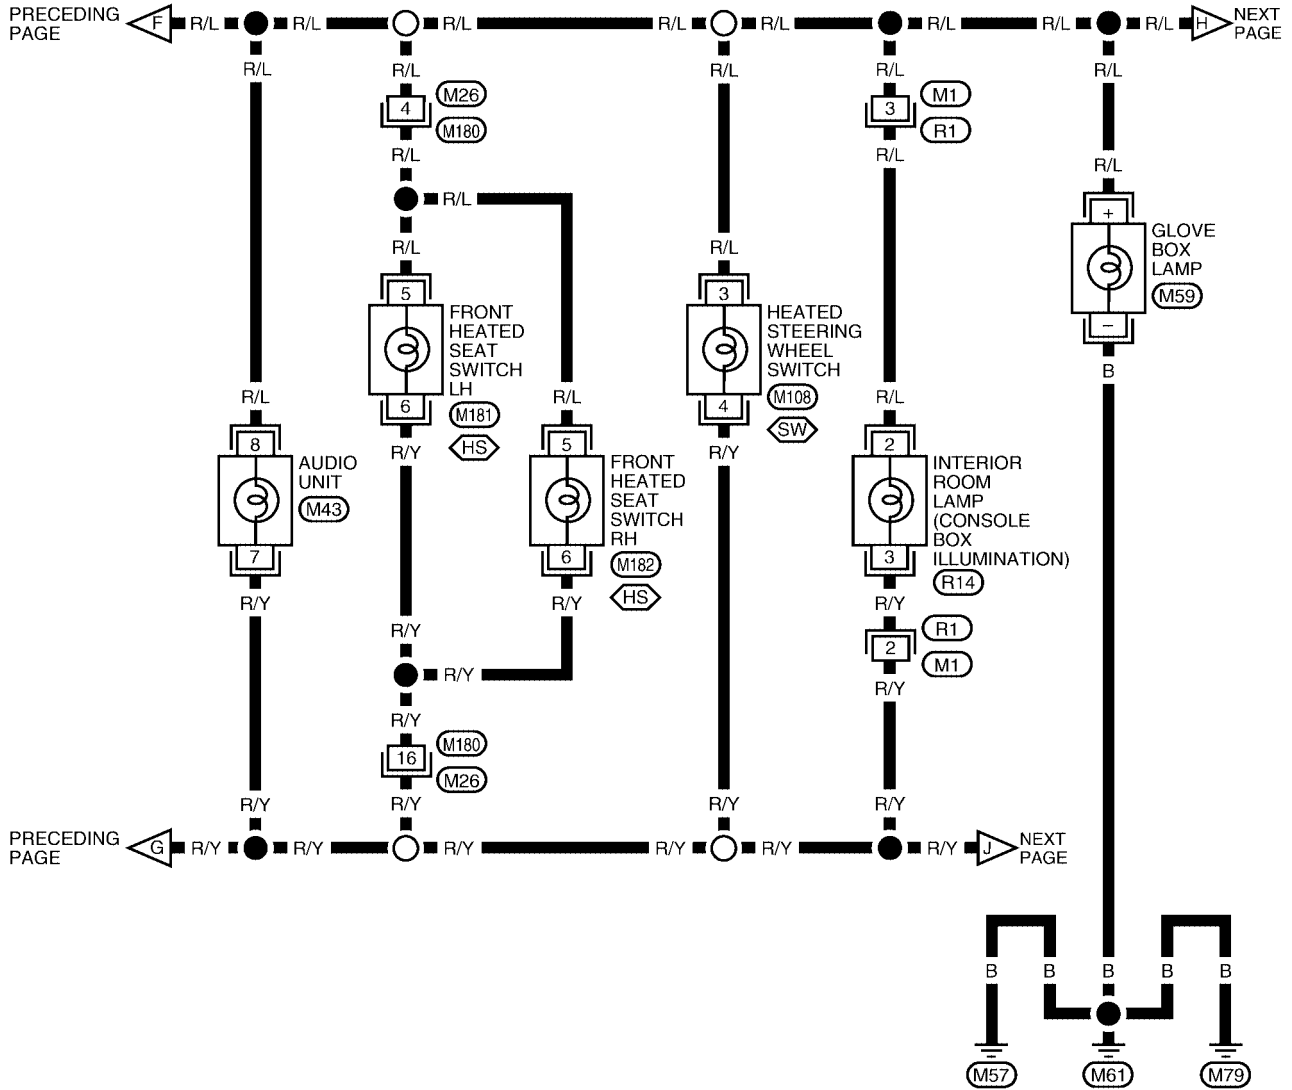 PRECEDING
PAGE
F
R/L
R/L
R/L
R/L
R/L
R/L
R/L
R/L
H
NEXT
PAGE
R/L
R/L
R/L
R/L
R/L
4
M26
M180
3
M1
R1
R/L
R/L
R/L
R/L
R/L
R/L
5
FRONT
HEATED
SEAT
SWITCH
LH
6
M181
HS
R/Y
3
HEATED
STEERING
WHEEL
SWITCH
4
M108
SW
R/Y
+
GLOVE
BOX
LAMP
M59
–
B
R/L
R/L
R/L
8
AUDIO
UNIT
M43
7
R/Y
5
FRONT
HEATED
SEAT
SWITCH
RH
6
M182
HS
R/Y
2
INTERIOR
ROOM
LAMP
(CONSOLE
BOX
ILLUMINATION)
3
R14
R/Y
R/Y
2
R1
M1
R/Y
R/Y
R/Y
16
M180
M26
R/Y
R/Y
R/Y
R/Y
PRECEDING
PAGE
G
R/Y
R/Y
R/Y
R/Y
R/Y
R/Y
J
NEXT
PAGE
B
B
B
B
B
M57
M61
M79